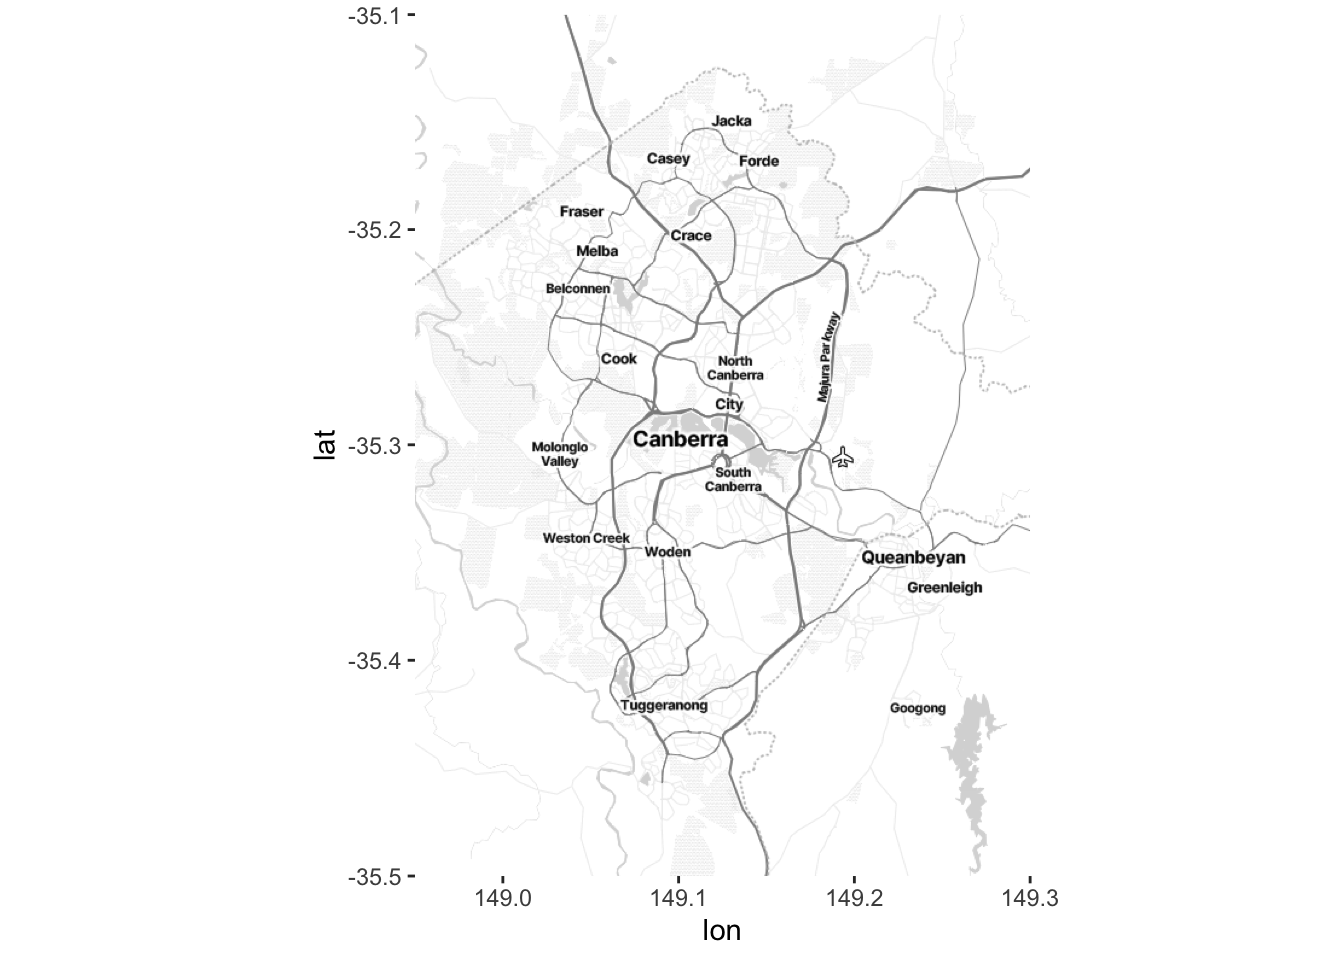 -35.1
Jacka
Casey
Forde
Fraser
-35.2
Crace
Melba
Belconnen
Majura Parkway
Cook
North
Canberra
City
lat
-35.3
Canberra
Molonglo
Valley
South
Canberra
Weston Creek
Woden
Queanbeyan
Greenleigh
-35.4
Tuggeranong
Googong
-35.5
149.0
149.1
149.2
149.3
lon